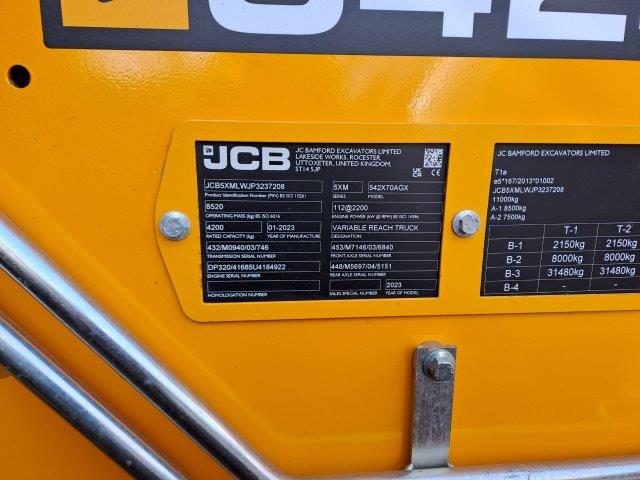 542
JCB
JC BAMFORD EXCAVATORS LIMITED
LAKESIDE WORKS, ROCESTER,
UTTOXETER, UNITED KINGDOM,
ST14 5JP
UK CA CE
JCB5XMLWJP3237208 5XM 542X70AGX
Product Identification Number (PIN) BS ISO 10261 SERIES MODEL
8520 112@2200
OPERATING MASS (kg) BS ISO 6016 ENGINE POWER (kW @ RPM) BS ISO 14396
4200 01-2023 VARIABLE REACH TRUCK
RATED CAPACITY (kg) YEAR OF MANUFACTURE DESIGNATION
432/M0940/03/746 453/M7146/03/6840
TRANSMISSION SERIAL NUMBER FRONT AXLE SERIAL NUMBER
DP320/41685U4184922 448/M5697/04/5151
ENGINE SERIAL NUMBER REAR AXLE SERIAL NUMBER
2023
HOMOLOGATION NUMBER SALES SPECIAL NUMBER YEAR OF MODEL
JC BAMFORD EXCAVATORS LIMITED
T1a
e5*167/2013*01002
JCB5XMLWJP3237208
11000kg
A-1 8500kg
A-2 7500kg
T-1 T-2
B-1 2150kg 2150kg
B-2 8000kg 8000kg
B-3 31480kg 31480kg
B-4